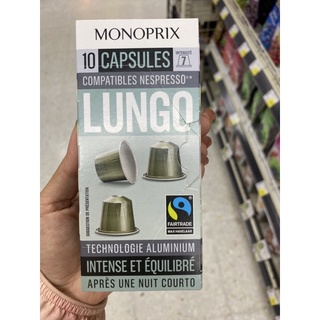 MONOPRIX
10 CAPSULES
INTENSITÉ
7
COMPATIBLES NESPRESSO
LUNGO
SUGGESTION DE PRÉSENTATION
FAIRTRADE
MAX HAVELAAR
TECHNOLOGIE ALUMINIUM
INTENSE ET ÉQUILIBRÉ
APRÈS UNE NUIT COURTO